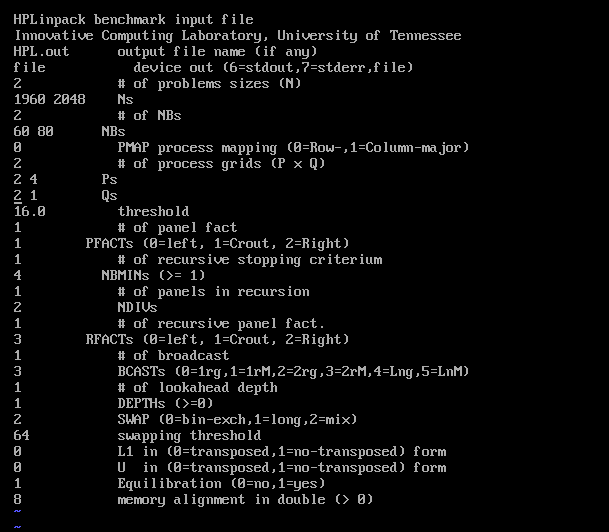 HPLinpack benchmark input file
Innovative Computing Laboratory, University of Tennessee
HPL.out      output file name (if any)
file           device out (6=stdout,7=stderr,file)
2            # of problems sizes (N)
1960 2048    Ns
2            # of NBs
60 80      NBs
0            PMAP process mapping (0=Row-,1=Column-major)
2            # of process grids (P x Q)
2 4        Ps
2 1        Qs
16.0         threshold
1            # of panel fact
1        PFACTs (0=left, 1=Crout, 2=Right)
1            # of recursive stopping criterium
4          NBMINs (>= 1)
1            # of panels in recursion
2            NDIVs
1            # of recursive panel fact.
3        RFACTs (0=left, 1=Crout, 2=Right)
1            # of broadcast
3            BCASTs (0=1rg,1=1rM,2=2rg,3=2rM,4=Lng,5=LnM)
1            # of lookahead depth
1            DEPTHs (>=0)
2            SWAP (0=bin-exch,1=long,2=mix)
64           swapping threshold
0            L1 in (0=transposed,1=no-transposed) form
0            U  in (0=transposed,1=no-transposed) form
1            Equilibration (0=no,1=yes)
8            memory alignment in double (> 0)
~
~